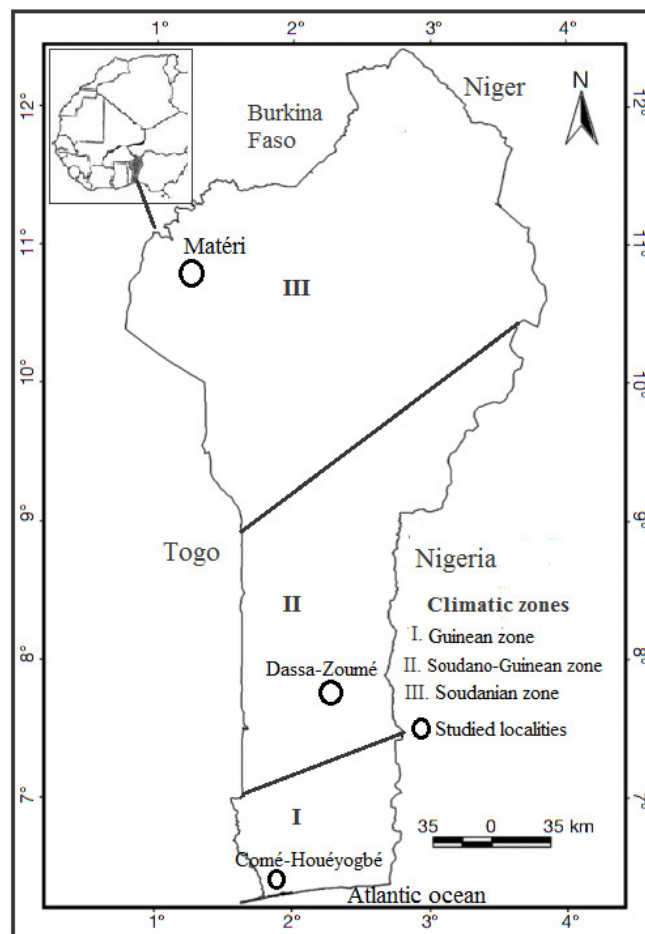 1° 2° 3° 4°
12° 12°
Niger
N
Burkina
Faso
11° 11°
Matéri
III
10° 10°
9° 9°
Togo
Nigeria
II
Climatic zones
I. Guinean zone
II. Soudano-Guinean zone
8° 8°
Dassa-Zoumé
III. Soudanian zone
Studied localities
7° 7°
I
35 0 35 km
Comé-Houéyogbé
Atlantic ocean
1° 2° 3° 4°